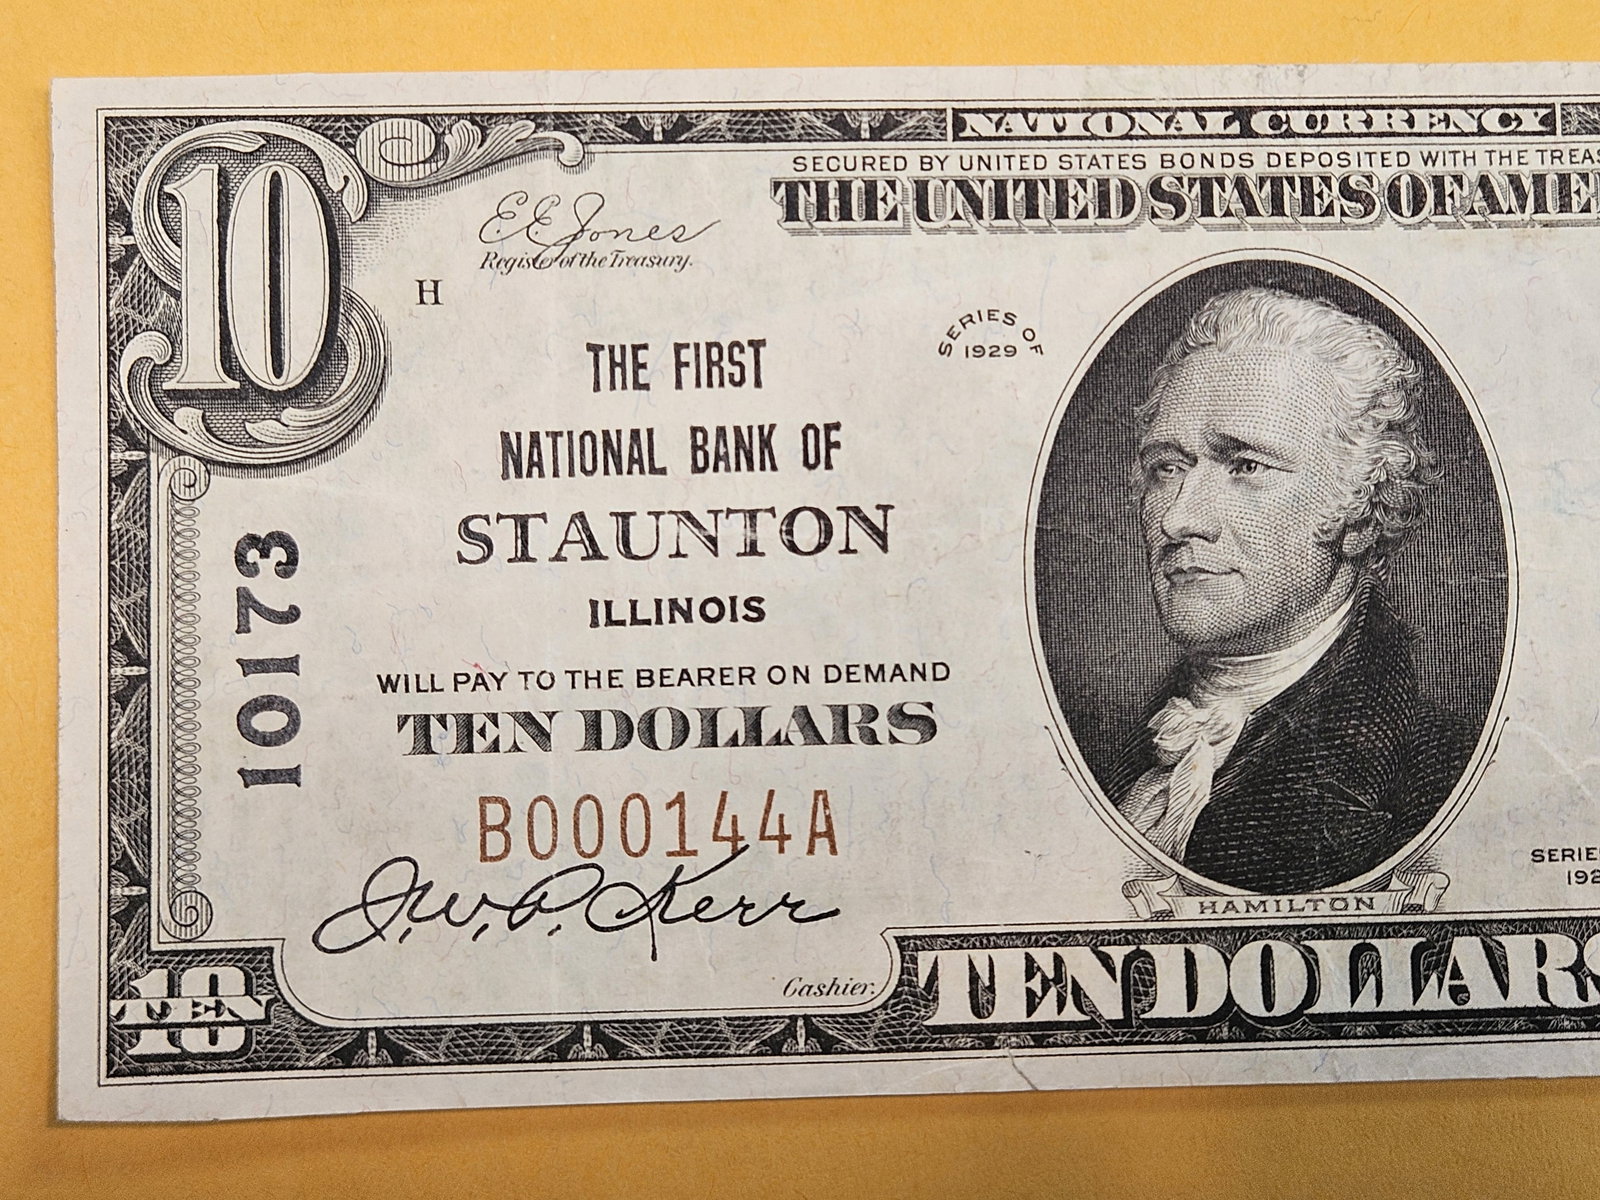 10
NATIONAL CURRENCY
SECURED BY UNITED STATES BONDS DEPOSITED WITH THE
THE UNITED STATES OF
E.E. Jones
Register of the Treasury.
H
SERIES OF
1929
THE FIRST
NATIONAL BANK OF
STAUNTON
ILLINOIS
10173
WILL PAY TO THE BEARER ON DEMAND
TEN DOLLARS
B000144A
J. W. P. Kerr
Cashier.
HAMILTON
10
TEN
TEN DOLLARS